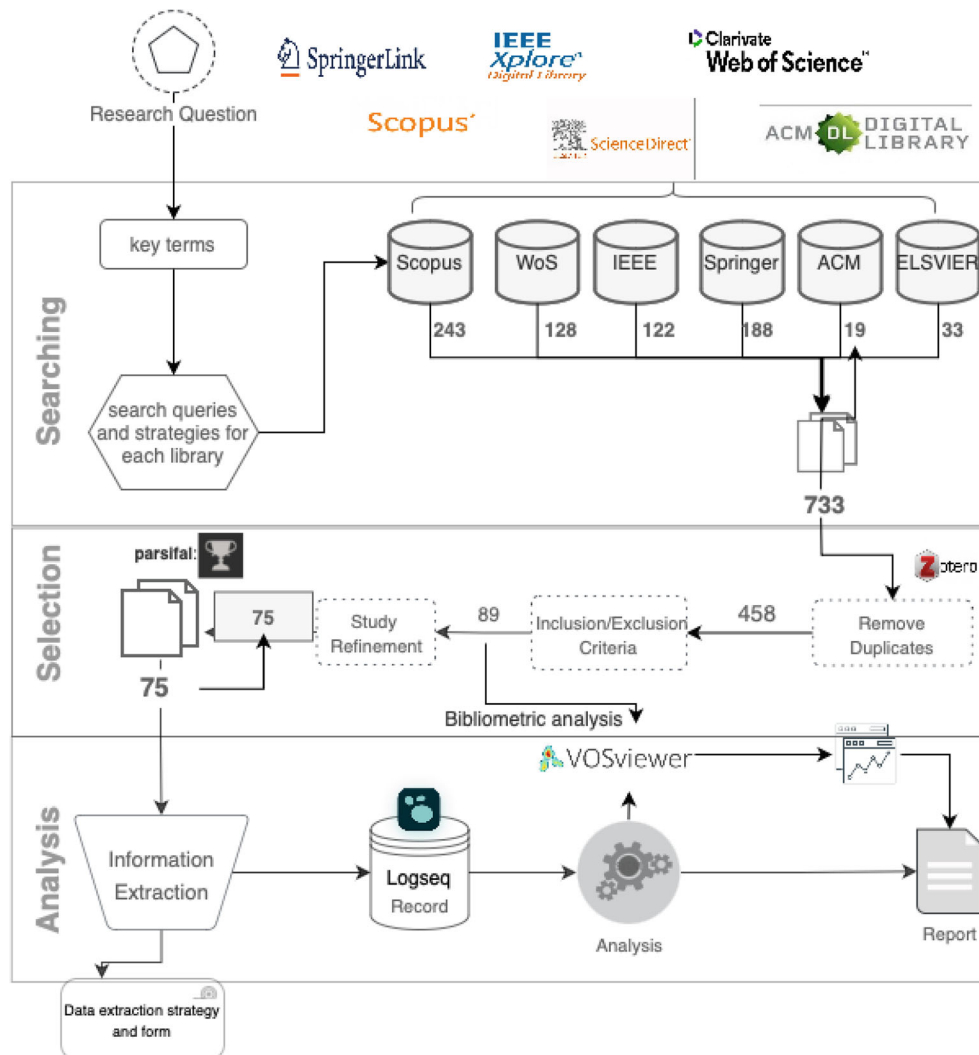 SpringerLink
IEEE
Xplore
Digital Library
Clarivate
Web of Science
Research Question
Scopus
ScienceDirect
ACM DL DIGITAL
LIBRARY
Searching
key terms
Scopus
WoS
IEEE
Springer
ACM
ELSVIER
243
128
122
188
19
33
search queries
and strategies for
each library
733
Selection
parsifal:
Zotero
75
Study
Refinement
89
Inclusion/Exclusion
Criteria
458
Remove
Duplicates
75
Bibliometric analysis
Analysis
VOSviewer
Information
Extraction
Logseq
Record
Analysis
Report
Data extraction strategy
and form